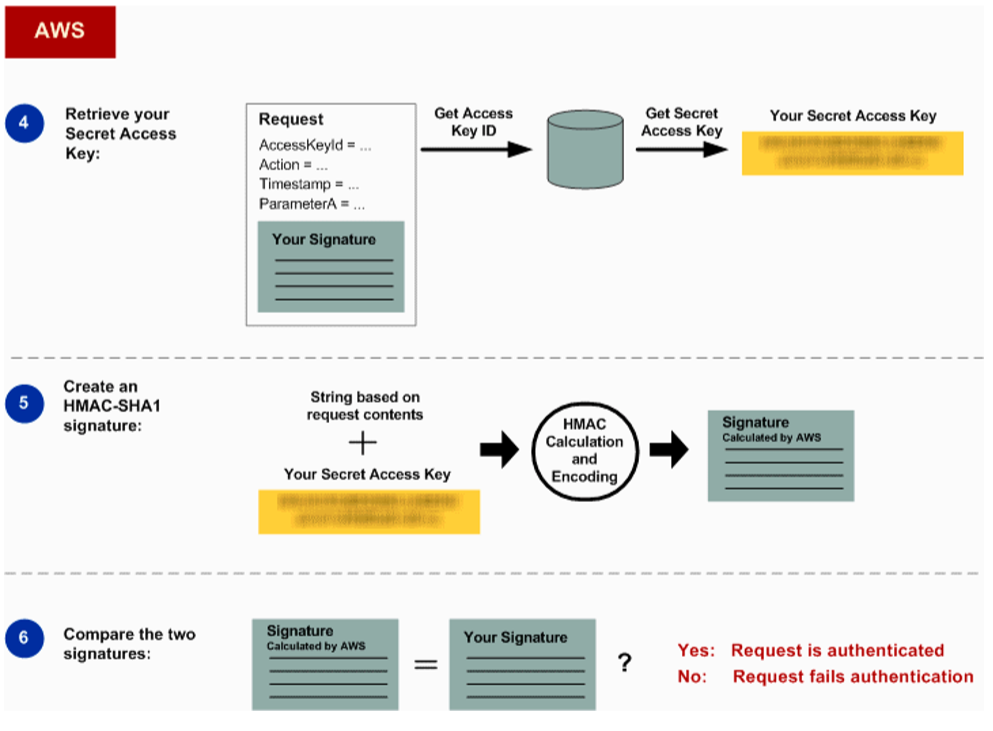 AWS
4
Retrieve your
Secret Access
Key:
Request
AccessKeyId = ...
Action = ...
Timestamp = ...
ParameterA = ...
Your Signature
Get Access
Key ID
Get Secret
Access Key
Your Secret Access Key
5
Create an
HMAC-SHA1
signature:
String based on
request contents
+
Your Secret Access Key
HMAC
Calculation
and
Encoding
Signature
Calculated by AWS
6
Compare the two
signatures:
Signature
Calculated by AWS
=
Your Signature
?
Yes: Request is authenticated
No: Request fails authentication